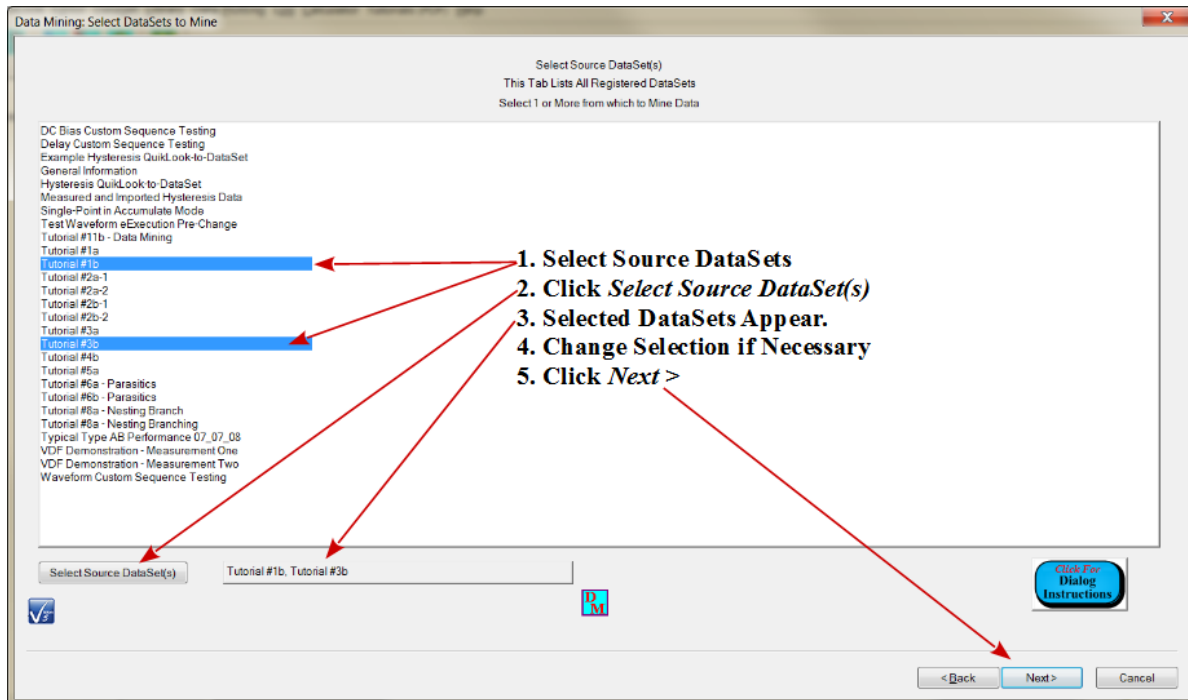 Data Mining: Select DataSets to Mine
Select Source DataSet(s)
This Tab Lists All Registered DataSets
Select 1 or More from which to Mine Data
DC Bias Custom Sequence Testing
Delay Custom Sequence Testing
Example Hysteresis QuikLook-to-DataSet
General Information
Hysteresis QuikLook-to-DataSet
Measured and Imported Hysteresis Data
Single-Point in Accumulate Mode
Test Waveform eExecution Pre-Change
Tutorial #11b - Data Mining
Tutorial #1a
Tutorial #1b
Tutorial #2a-1
Tutorial #2a-2
Tutorial #2b-1
Tutorial #2b-2
Tutorial #3a
Tutorial #3b
Tutorial #4b
Tutorial #5a
Tutorial #6a - Parasitics
Tutorial #6b - Parasitics
Tutorial #8a - Nesting Branch
Tutorial #8a - Nesting Branching
Typical Type AB Performance 07_07_08
VDF Demonstration - Measurement One
VDF Demonstration - Measurement Two
Waveform Custom Sequence Testing
1. Select Source DataSets
2. Click Select Source DataSet(s)
3. Selected DataSets Appear.
4. Change Selection if Necessary
5. Click Next >
Select Source DataSet(s)
Tutorial #1b, Tutorial #3b
Click For
Dialog
Instructions
D
M
< Back
Next >
Cancel